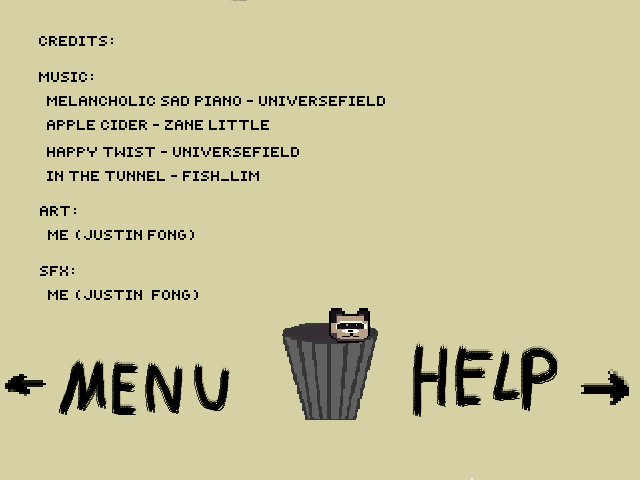 CREDITS:
MUSIC:
MELANCHOLIC SAD PIANO - UNIVERSEFIELD
APPLE CIDER - ZANE LITTLE
HAPPY TWIST - UNIVERSEFIELD
IN THE TUNNEL - FISH_LIM
ART:
ME (JUSTIN FONG)
SFX:
ME (JUSTIN FONG)
MENU
HELP